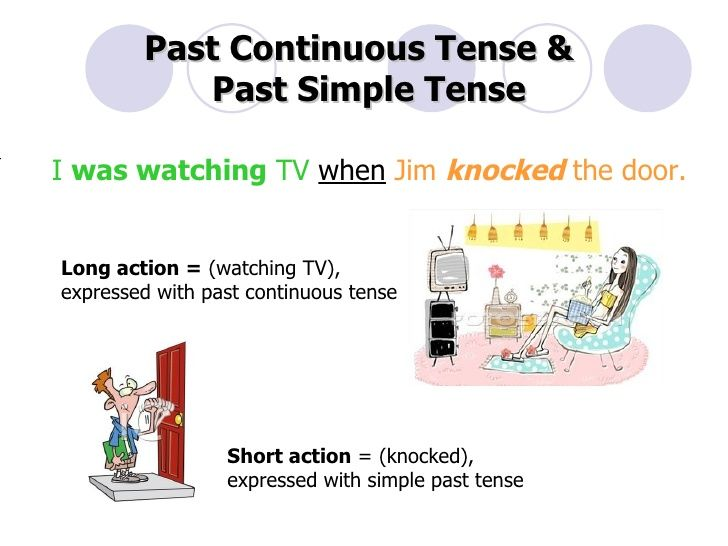 Past Continuous Tense &
Past Simple Tense
I was watching TV when Jim knocked the door.
Long action = (watching TV),
expressed with past continuous tense
Short action = (knocked),
expressed with simple past tense